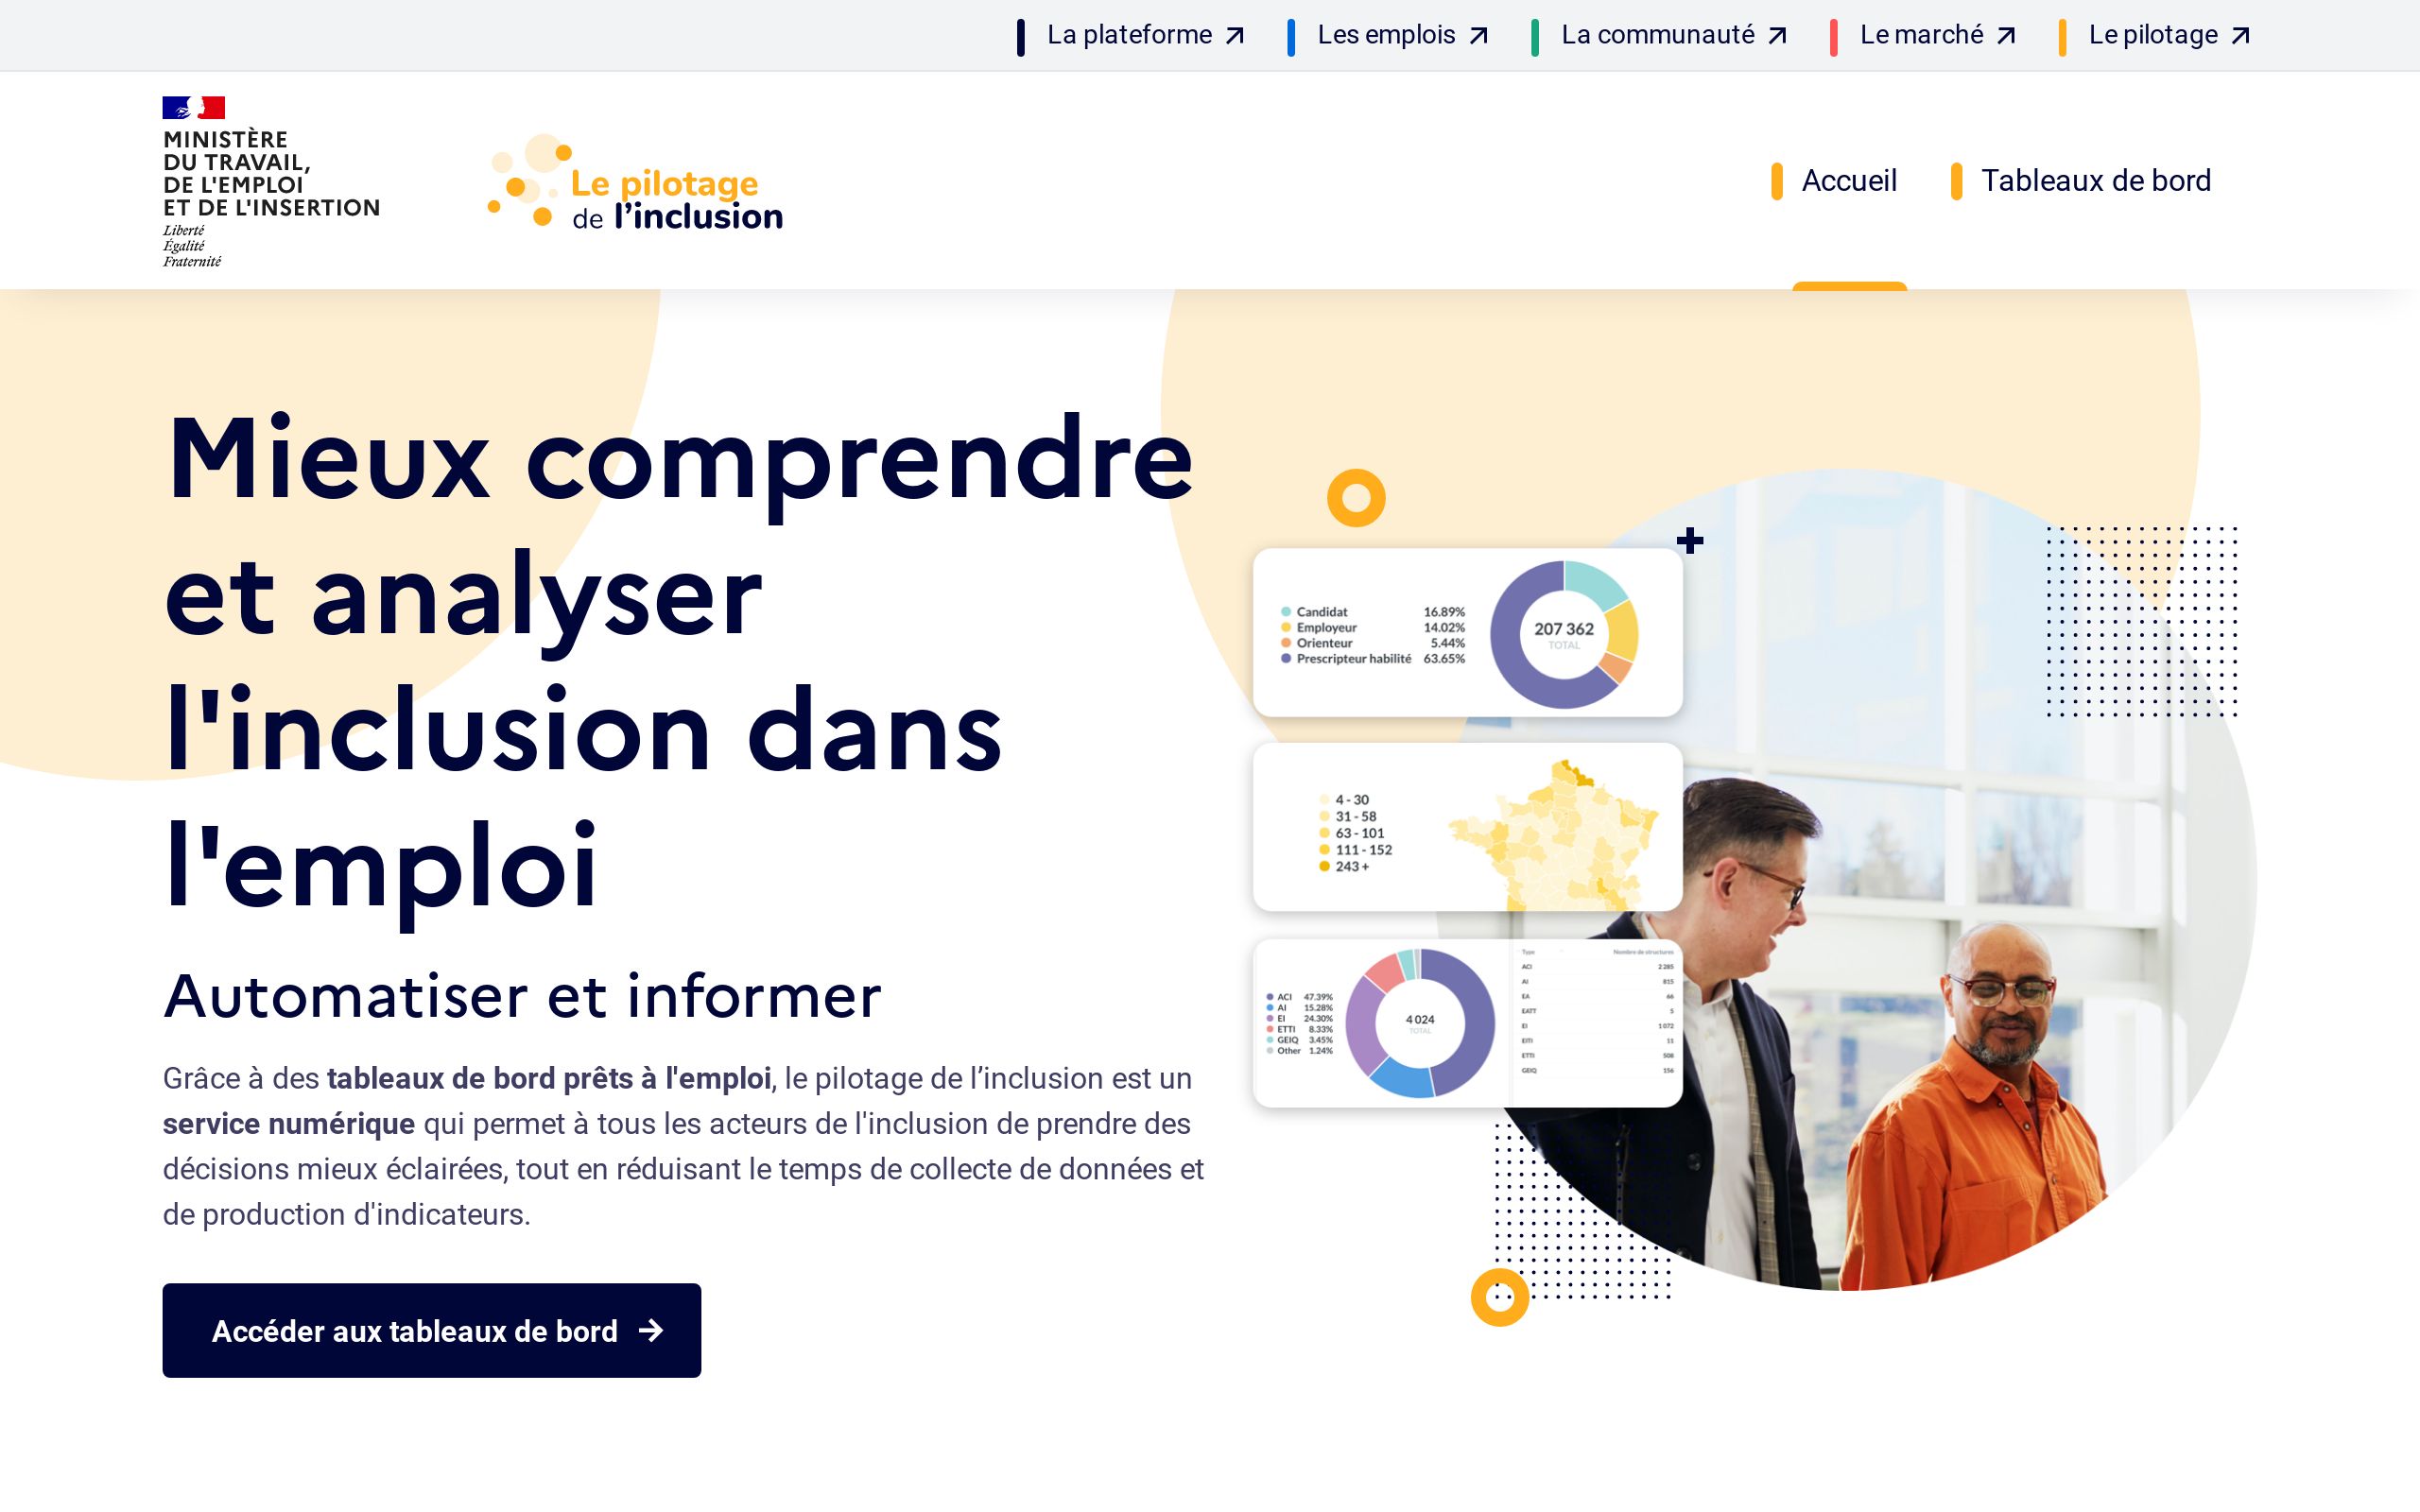 La plateforme
Les emplois
La communauté
Le marché
Le pilotage
MINISTÈRE
DU TRAVAIL,
DE L'EMPLOI
ET DE L'INSERTION
Liberté
Égalité
Fraternité
Le pilotage
de l’inclusion
Accueil
Tableaux de bord
Mieux comprendre
et analyser
l'inclusion dans
l'emploi
Automatiser et informer
Grâce à des tableaux de bord prêts à l'emploi, le pilotage de l’inclusion est un
service numérique qui permet à tous les acteurs de l'inclusion de prendre des
décisions mieux éclairées, tout en réduisant le temps de collecte de données et
de production d'indicateurs.
Accéder aux tableaux de bord
Candidat 16.89%
Employeur 14.02%
Orienteur 5.44%
Prescripteur habilité 63.65%
207 362
TOTAL
4 - 30
31 - 58
63 - 101
111 - 152
243 +
ACI 47.39%
AI 15.28%
EI 24.30%
ETTI 8.33%
GEIQ 3.45%
Other 1.24%
4 024
TOTAL
Type Nombre de structures
ACI 2 285
AI 815
EA 66
EATT 5
EI 1 072
EITI 11
ETTI 508
GEIQ 156